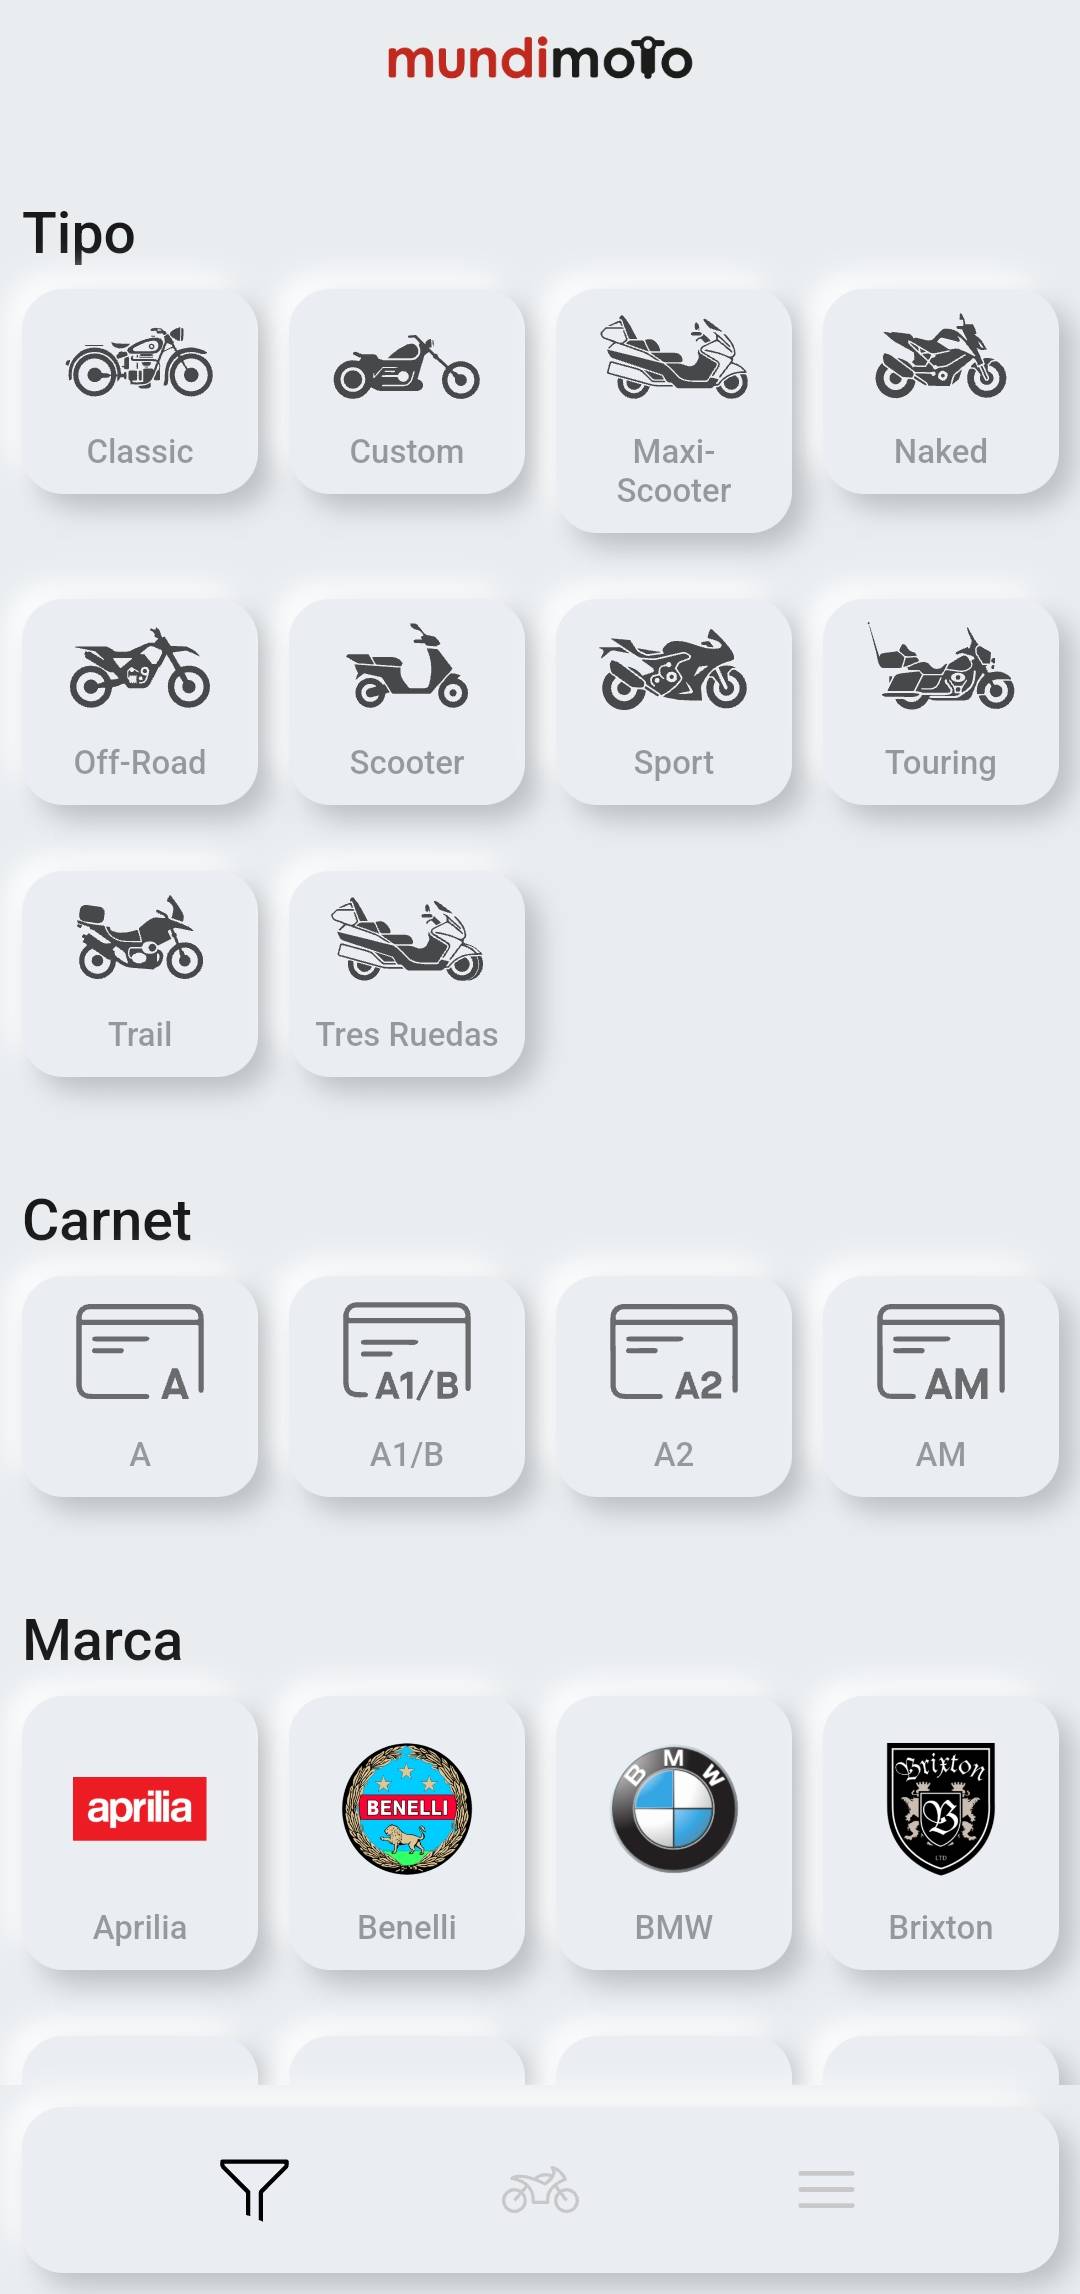 mundimoto
Tipo
Classic
Custom
Maxi-
Scooter
Naked
Off-Road
Scooter
Sport
Touring
Trail
Tres Ruedas
Carnet
A
A1/B
A2
AM
A
A1/B
A2
AM
Marca
aprilia
BENELLI
BMW
Brixton
B
LTD
Aprilia
Benelli
BMW
Brixton